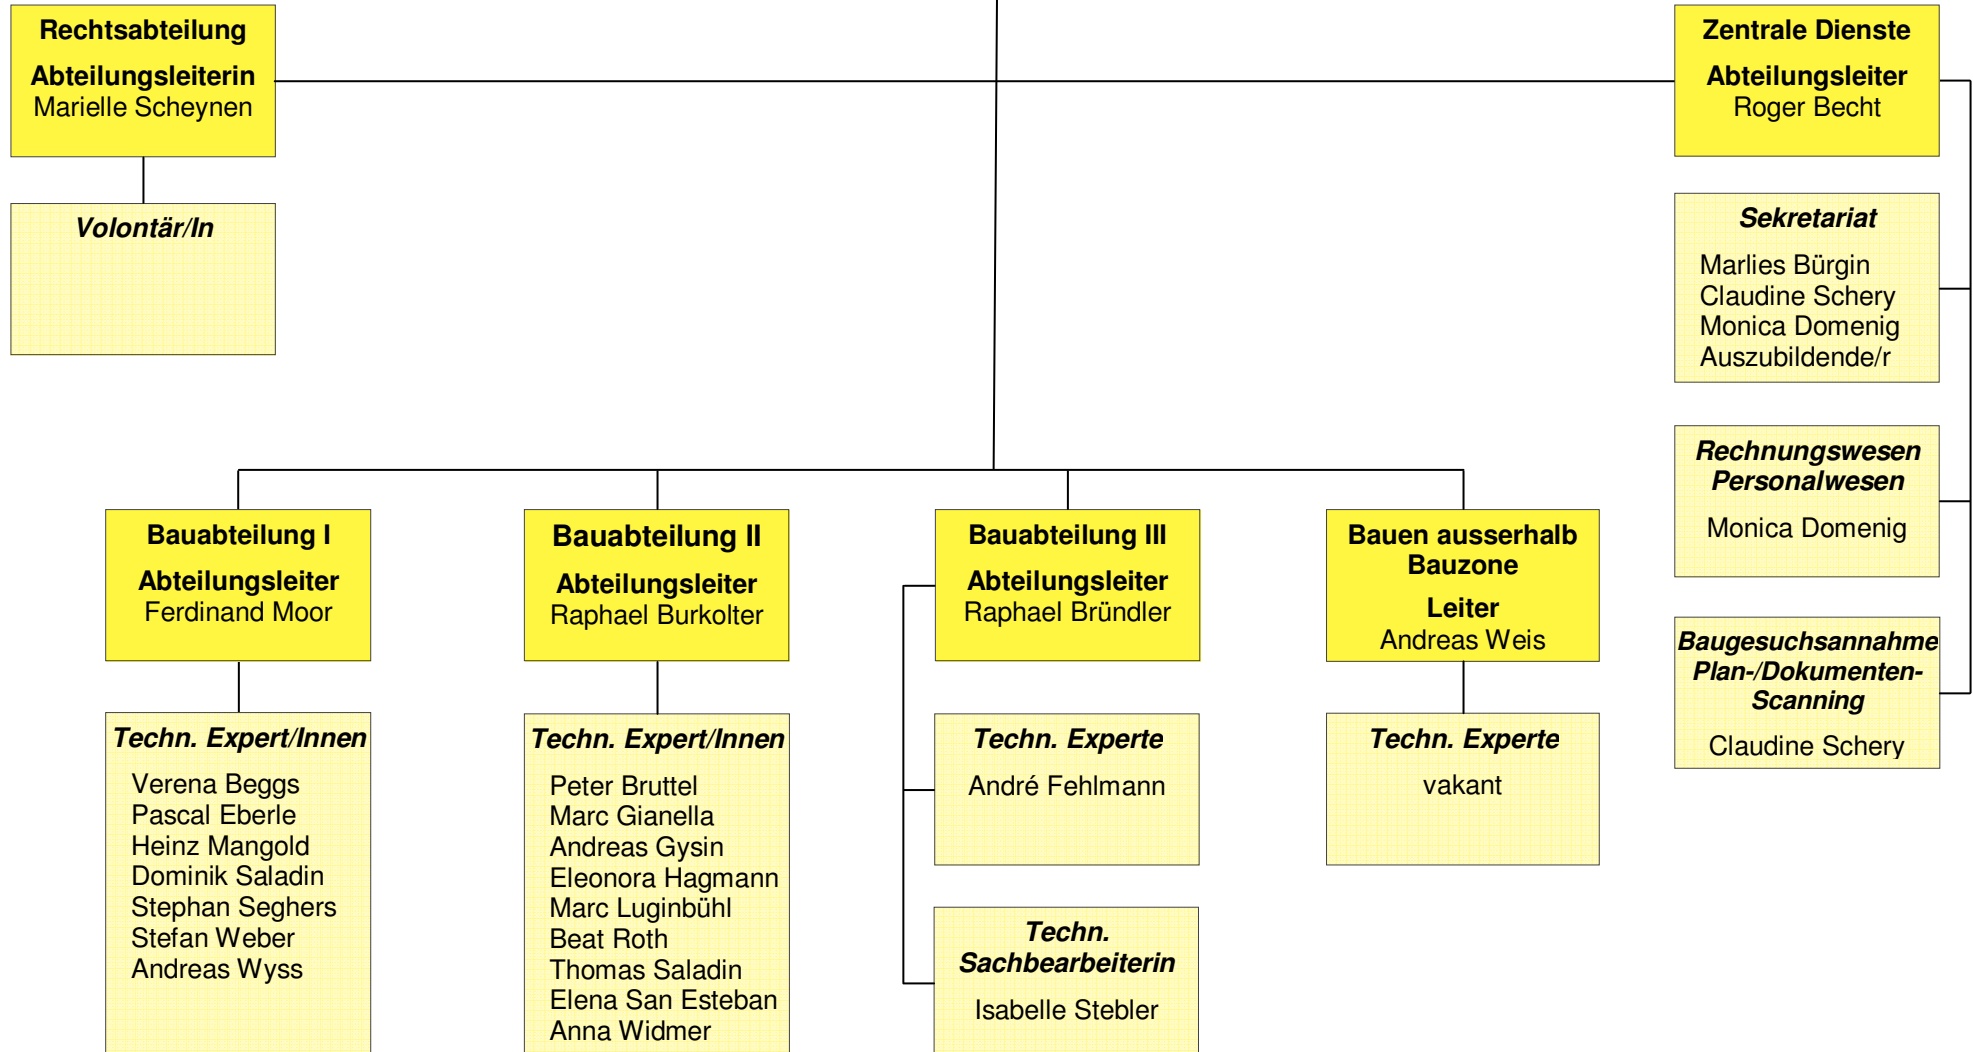 Rechtsabteilung
Abteilungsleiterin
Marielle Scheynen
Volontär/In
Zentrale Dienste
Abteilungsleiter
Roger Becht
Sekretariat
Marlies Bürgin
Claudine Schery
Monica Domenig
Auszubildende/r
Rechnungswesen
Personalwesen
Monica Domenig
Baugesuchsannahme
Plan-/Dokumenten-
Scanning
Claudine Schery
Bauabteilung I
Abteilungsleiter
Ferdinand Moor
Techn. Expert/Innen
Verena Beggs
Pascal Eberle
Heinz Mangold
Dominik Saladin
Stephan Seghers
Stefan Weber
Andreas Wyss
Bauabteilung II
Abteilungsleiter
Raphael Burkolter
Techn. Expert/Innen
Peter Bruttel
Marc Gianella
Andreas Gysin
Eleonora Hagmann
Marc Luginbühl
Beat Roth
Thomas Saladin
Elena San Esteban
Anna Widmer
Bauabteilung III
Abteilungsleiter
Raphael Bründler
Techn. Experte
André Fehlmann
Techn.
Sachbearbeiterin
Isabelle Stebler
Bauen ausserhalb
Bauzone
Leiter
Andreas Weis
Techn. Experte
vakant